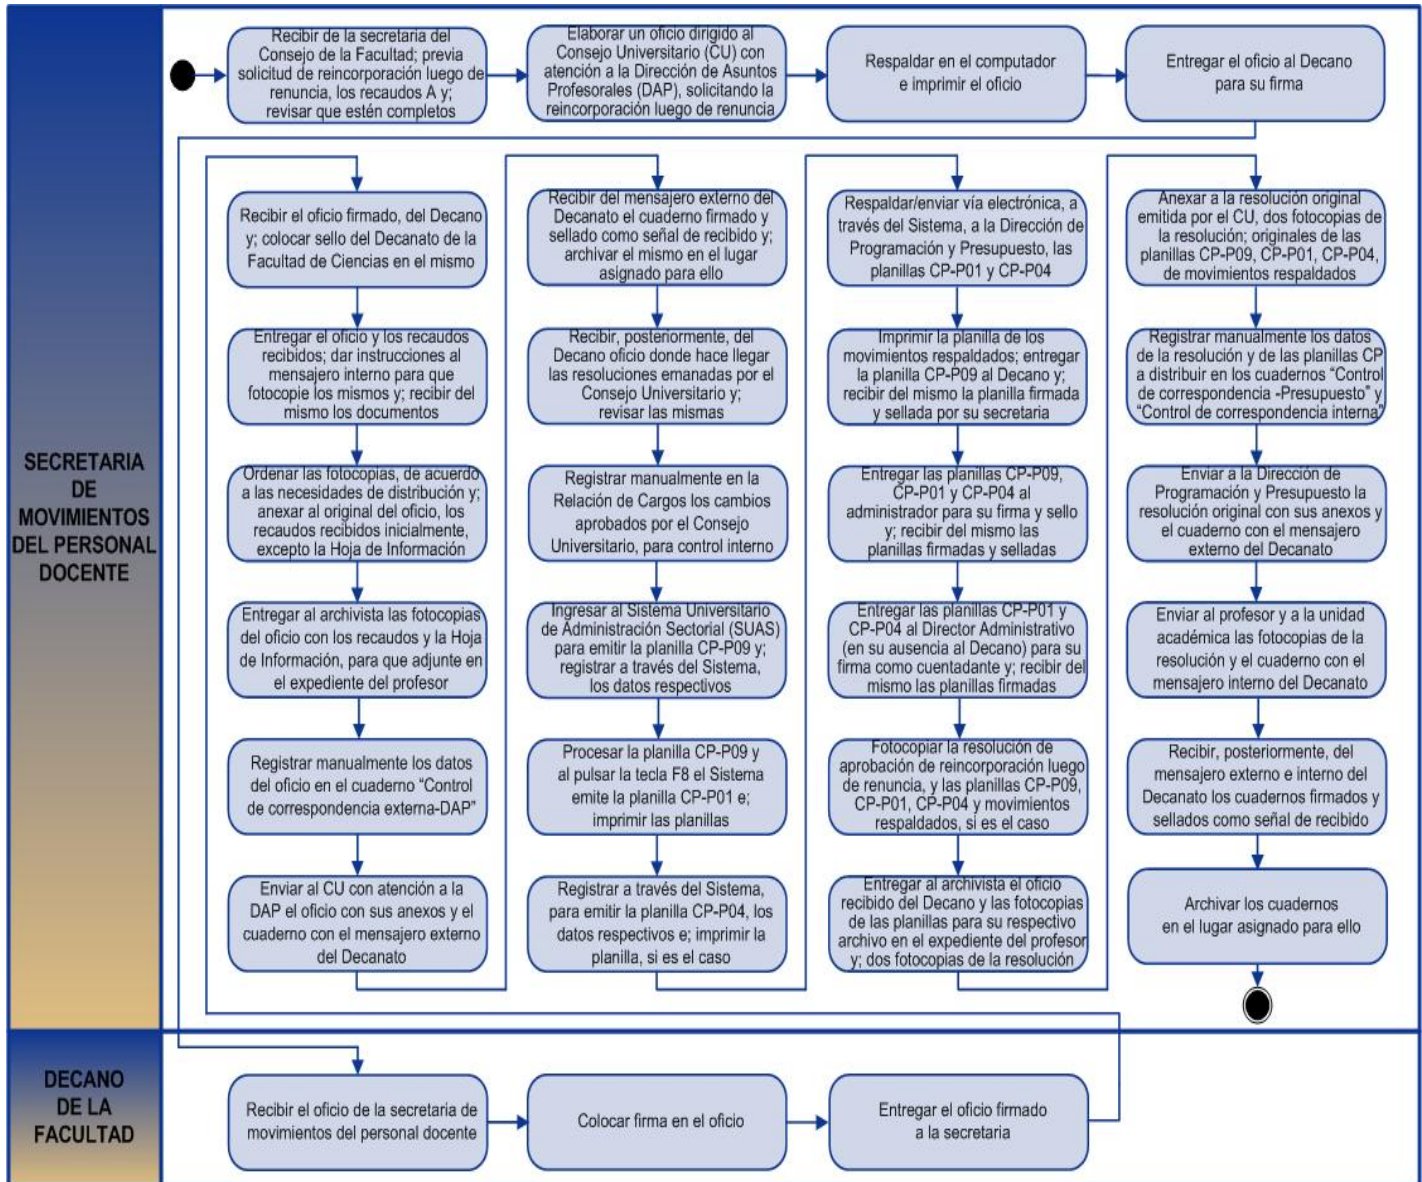 Recibir de la secretaria del
Consejo de la Facultad; previa
solicitud de reincorporación luego de
renuncia, los recaudos A y;
revisar que estén completos
Elaborar un oficio dirigido al
Consejo Universitario (CU) con
atención a la Dirección de Asuntos
Profesorales (DAP), solicitando la
reincorporación luego de renuncia
Respaldar en el computador
e imprimir el oficio
Entregar el oficio al Decano
para su firma
SECRETARIA
DE
MOVIMIENTOS
DEL PERSONAL
DOCENTE
Recibir el oficio firmado, del Decano
y; colocar sello del Decanato de la
Facultad de Ciencias en el mismo
Entregar el oficio y los recaudos
recibidos; dar instrucciones al
mensajero interno para que
fotocopie los mismos y; recibir del
mismo los documentos
Ordenar las fotocopias, de acuerdo
a las necesidades de distribución y;
anexar al original del oficio, los
recaudos recibidos inicialmente,
excepto la Hoja de Información
Entregar al archivista las fotocopias
del oficio con los recaudos y la Hoja
de Información, para que adjunte en
el expediente del profesor
Registrar manualmente los datos
del oficio en el cuaderno “Control
de correspondencia externa-DAP”
Enviar al CU con atención a la
DAP el oficio con sus anexos y el
cuaderno con el mensajero externo
del Decanato
Recibir del mensajero externo del
Decanato el cuaderno firmado y
sellado como señal de recibido y;
archivar el mismo en el lugar
asignado para ello
Recibir, posteriormente, del
Decano oficio donde hace llegar
las resoluciones emanadas por el
Consejo Universitario y;
revisar las mismas
Registrar manualmente en la
Relación de Cargos los cambios
aprobados por el Consejo
Universitario, para control interno
Ingresar al Sistema Universitario
de Administración Sectorial (SUAS)
para emitir la planilla CP-P09 y;
registrar a través del Sistema,
los datos respectivos
Procesar la planilla CP-P09 y
al pulsar la tecla F8 el Sistema
emite la planilla CP-P01 e;
imprimir las planillas
Registrar a través del Sistema,
para emitir la planilla CP-P04, los
datos respectivos e; imprimir la
planilla, si es el caso
Respaldar/enviar vía electrónica, a
través del Sistema, a la Dirección de
Programación y Presupuesto, las
planillas CP-P01 y CP-P04
Imprimir la planilla de los
movimientos respaldados; entregar
la planilla CP-P09 al Decano y;
recibir del mismo la planilla firmada
y sellada por su secretaria
Entregar las planillas CP-P09,
CP-P01 y CP-P04 al
administrador para su firma y sello
y; recibir del mismo las
planillas firmadas y selladas
Entregar las planillas CP-P01 y
CP-P04 al Director Administrativo
(en su ausencia al Decano) para su
firma como cuentadante y; recibir del
mismo las planillas firmadas
Fotocopiar la resolución de
aprobación de reincorporación luego
de renuncia, y las planillas CP-P09,
CP-P01, CP-P04 y movimientos
respaldados, si es el caso
Entregar al archivista el oficio
recibido del Decano y las fotocopias
de las planillas para su respectivo
archivo en el expediente del profesor
y; dos fotocopias de la resolución
Anexar a la resolución original
emitida por el CU, dos fotocopias de
la resolución; originales de las
planillas CP-P09, CP-P01, CP-P04,
de movimientos respaldados
Registrar manualmente los datos
de la resolución y de las planillas CP
a distribuir en los cuadernos “Control
de correspondencia -Presupuesto” y
“Control de correspondencia interna”
Enviar a la Dirección de
Programación y Presupuesto la
resolución original con sus anexos y
el cuaderno con el mensajero
externo del Decanato
Enviar al profesor y a la unidad
académica las fotocopias de la
resolución y el cuaderno con el
mensajero interno del Decanato
Recibir, posteriormente, del
mensajero externo e interno del
Decanato los cuadernos firmados y
sellados como señal de recibido
Archivar los cuadernos
en el lugar asignado para ello
DECANO
DE LA
FACULTAD
Recibir el oficio de la secretaria de
movimientos del personal docente
Colocar firma en el oficio
Entregar el oficio firmado
a la secretaria